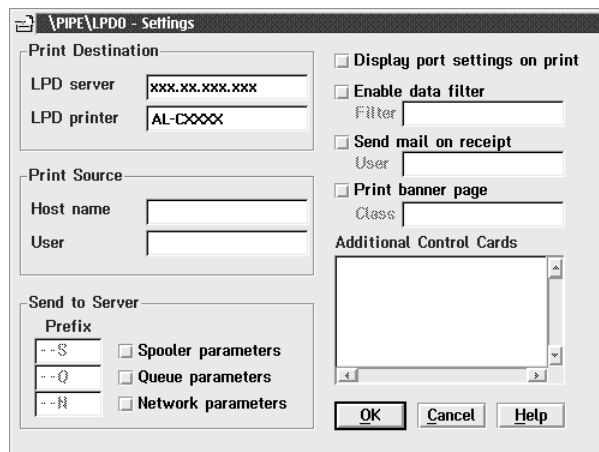 \PIPE\LPD0 - Settings
Print Destination
LPD server
xxx.xx.xxx.xxx
LPD printer
AL-CXXXX
Print Source
Host name
User
Send to Server
Prefix
--S
Spooler parameters
--Q
Queue parameters
--N
Network parameters
Display port settings on print
Enable data filter
Filter
Send mail on receipt
User
Print banner page
Class
Additional Control Cards
OK
Cancel
Help